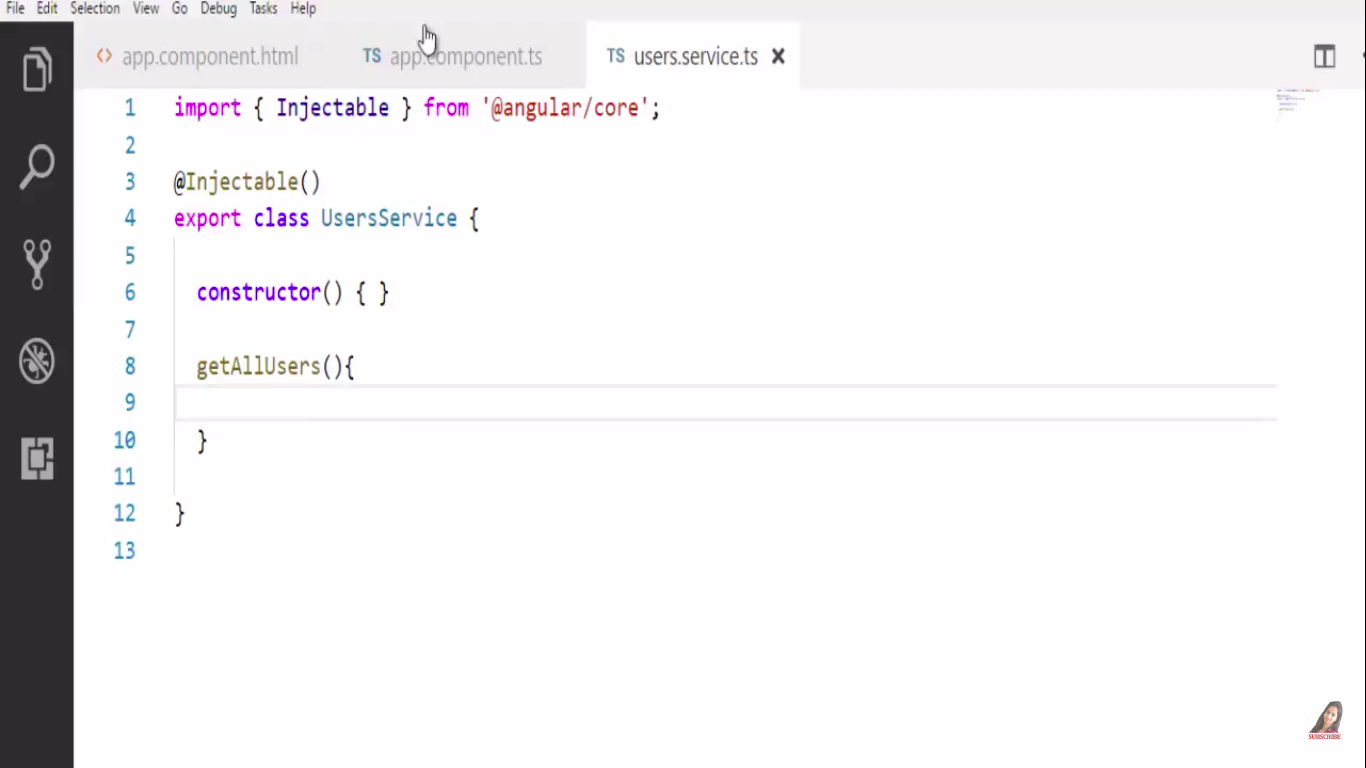 File Edit Selection View Go Debug Tasks Help
<> app.component.html TS app.component.ts TS users.service.ts ×
1 import { Injectable } from '@angular/core';
2
3 @Injectable()
4 export class UsersService {
5
6 constructor() { }
7
8 getAllUsers(){
9
10 }
11
12 }
13
SUBSCRIBE